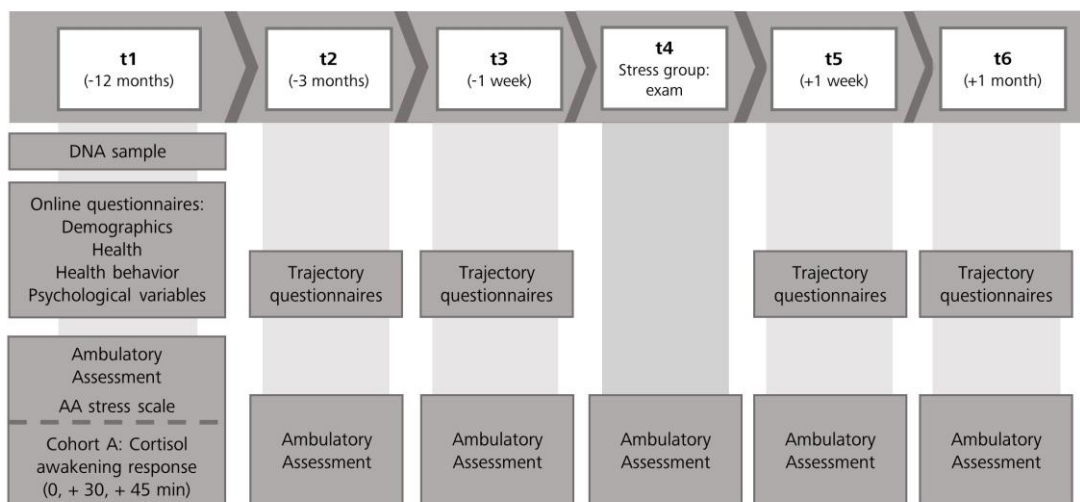 t1
(-12 months)
t2
(-3 months)
t3
(-1 week)
t4
Stress group:
exam
t5
(+1 week)
t6
(+1 month)
DNA sample
Online questionnaires:
Demographics
Health
Health behavior
Psychological variables
Trajectory
questionnaires
Trajectory
questionnaires
Trajectory
questionnaires
Trajectory
questionnaires
Ambulatory
Assessment
AA stress scale
Cohort A: Cortisol
awakening response
(0, + 30, + 45 min)
Ambulatory
Assessment
Ambulatory
Assessment
Ambulatory
Assessment
Ambulatory
Assessment
Ambulatory
Assessment